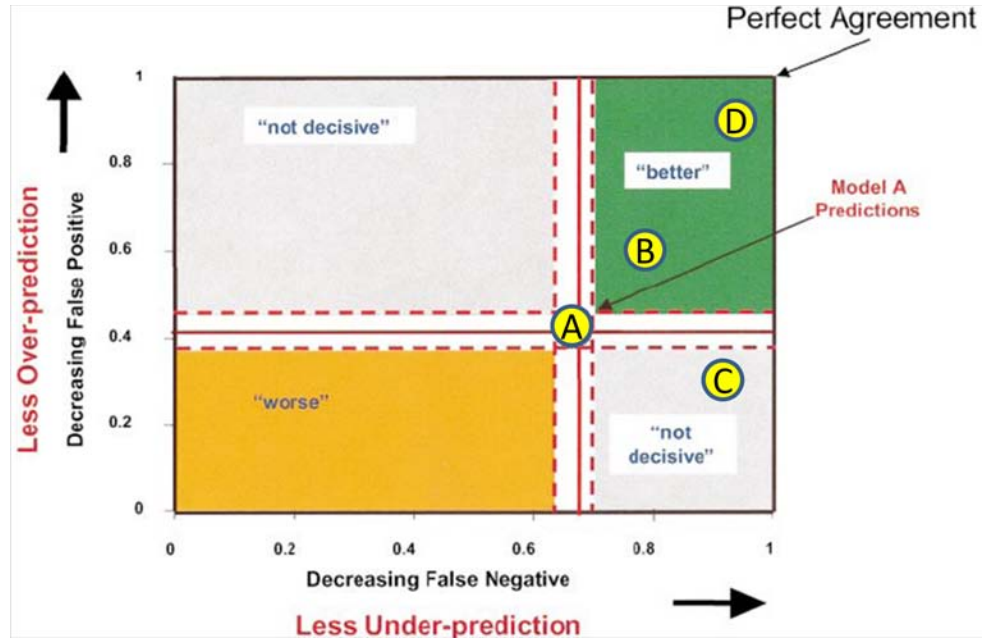 Perfect Agreement
Less Over-prediction
Decreasing False Positive
1
0.8
0.6
0.4
0.2
0
“not decisive”
D
“better”
Model A
Predictions
B
A
C
“worse”
“not
decisive”
0
0.2
0.4
0.6
0.8
1
Decreasing False Negative
Less Under-prediction